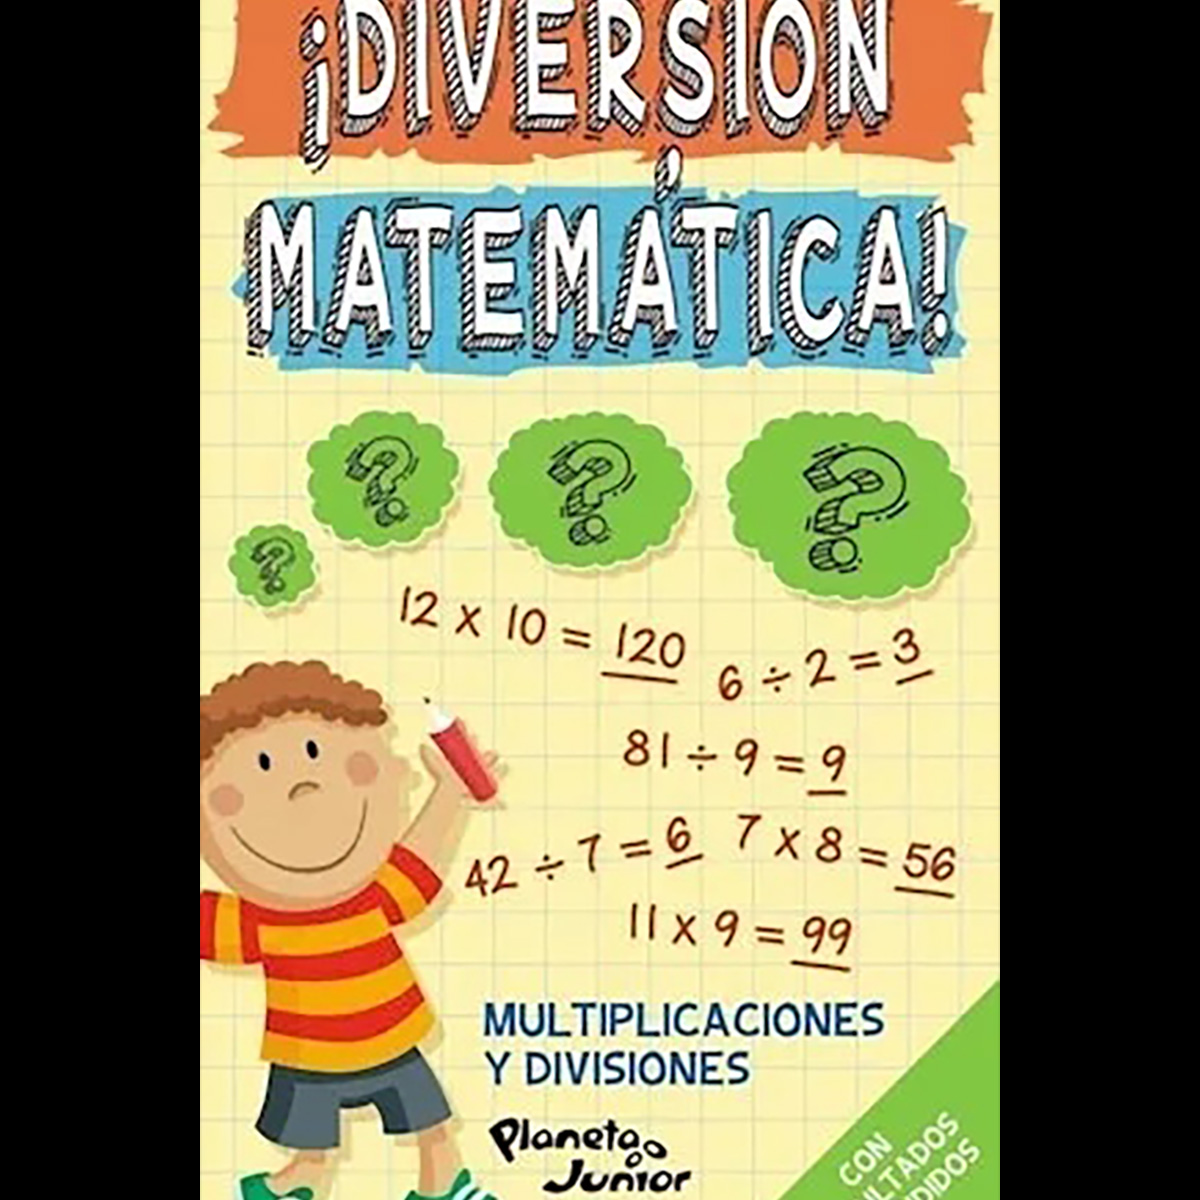 ¡DIVERSIÓN
MATEMÁTICA!
?
?
?
?
12 x 10 = 120
6 ÷ 2 = 3
81 ÷ 9 = 9
42 ÷ 7 = 6
7 x 8 = 56
11 x 9 = 99
MULTIPLICACIONES
Y DIVISIONES
Planeta
Junior
CON